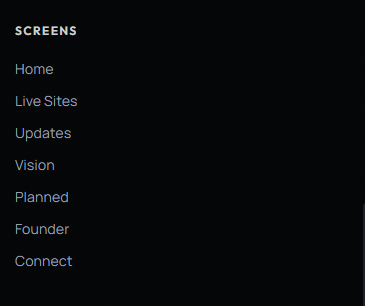 SCREENS
Home
Live Sites
Updates
Vision
Planned
Founder
Connect